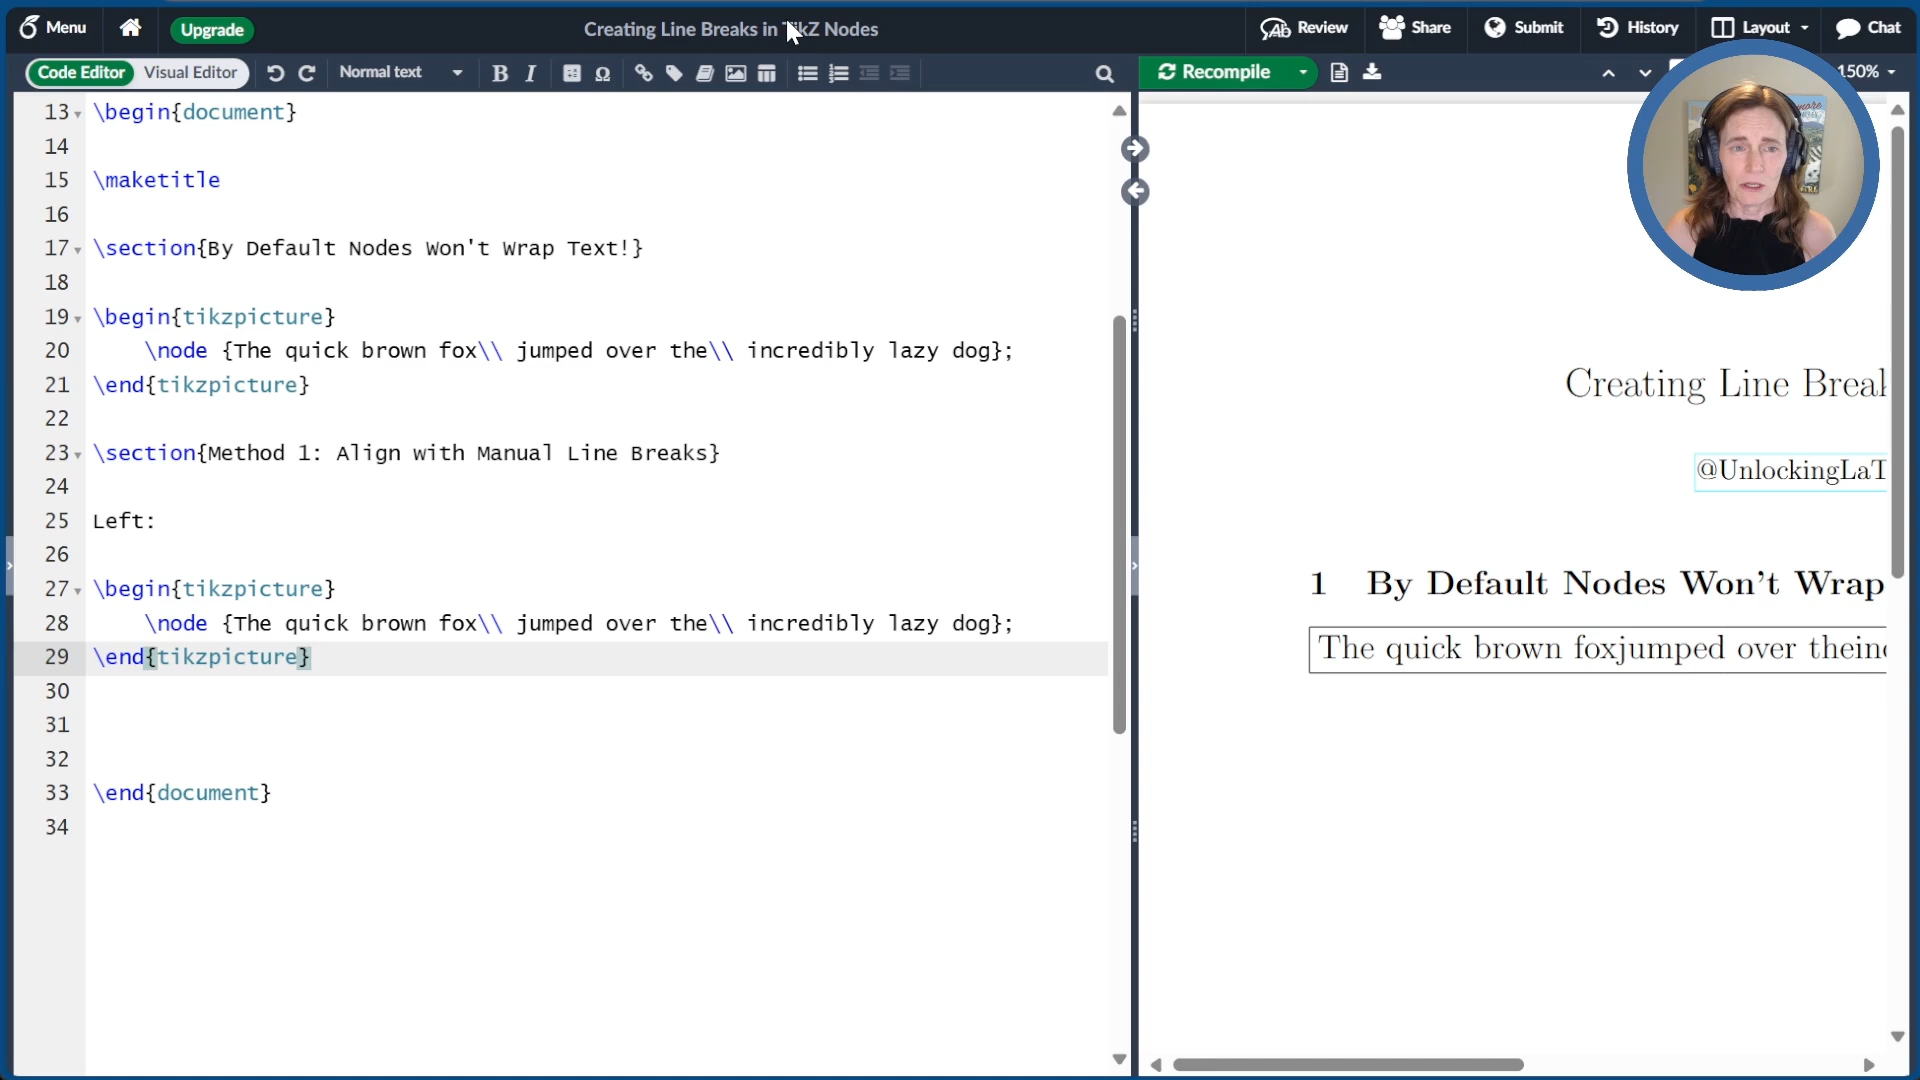 Menu
Upgrade
Creating Line Breaks in TikZ Nodes
Review
Share
Submit
History
Layout
Chat
Code Editor
Visual Editor
Normal text
B I
Ω
Recompile
150%
13 \begin{document}
14
15 \maketitle
16
17 \section{By Default Nodes Won't Wrap Text!}
18
19 \begin{tikzpicture}
20 \node {The quick brown fox\\ jumped over the\\ incredibly lazy dog};
21 \end{tikzpicture}
22
23 \section{Method 1: Align with Manual Line Breaks}
24
25 Left:
26
27 \begin{tikzpicture}
28 \node {The quick brown fox\\ jumped over the\\ incredibly lazy dog};
29 \end{tikzpicture}
30
31
32
33 \end{document}
34
Creating Line Break
@UnlockingLaT
1 By Default Nodes Won't Wrap
The quick brown foxjumped over theinc